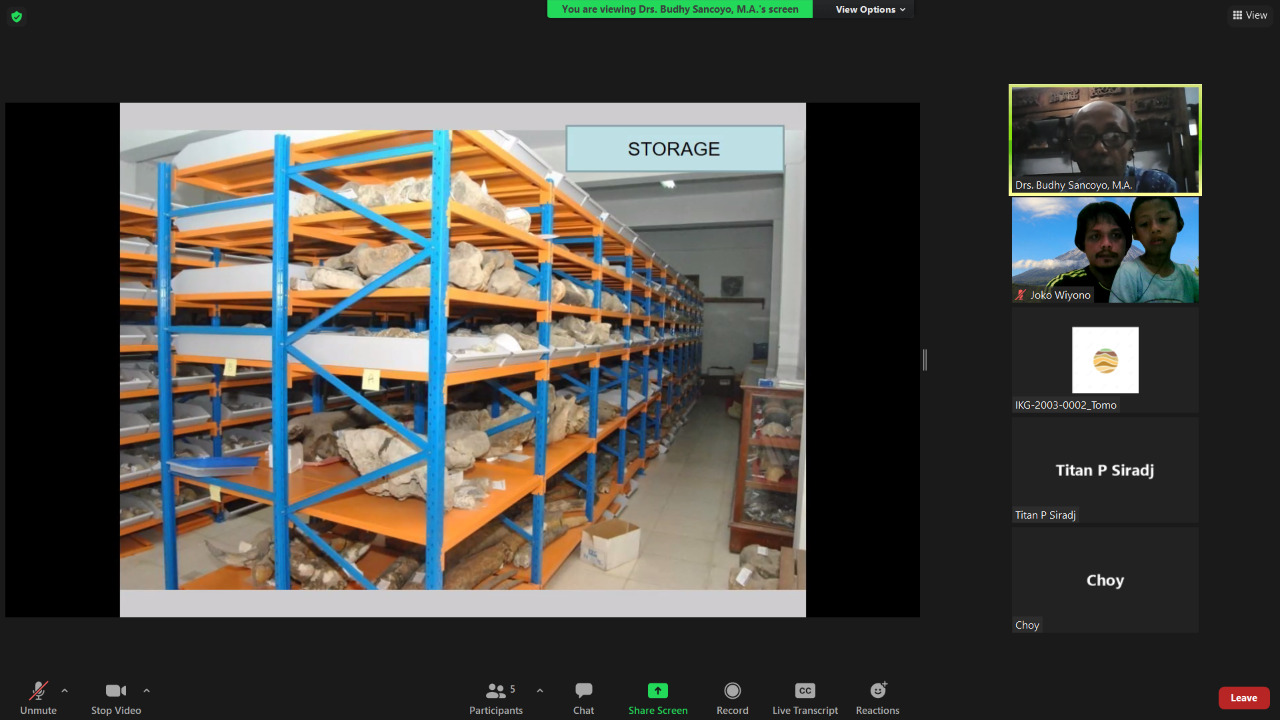 You are viewing Drs. Budhy Sancoyo, M.A.'s screen
View Options
View
STORAGE
A
Drs. Budhy Sancoyo, M.A.
Joko Wiyono
IKG-2003-0002_Tomo
Titan P Siradj
Titan P Siradj
Choy
Choy
Unmute
Stop Video
5
Participants
Chat
Share Screen
Record
CC
Live Transcript
Reactions
Leave